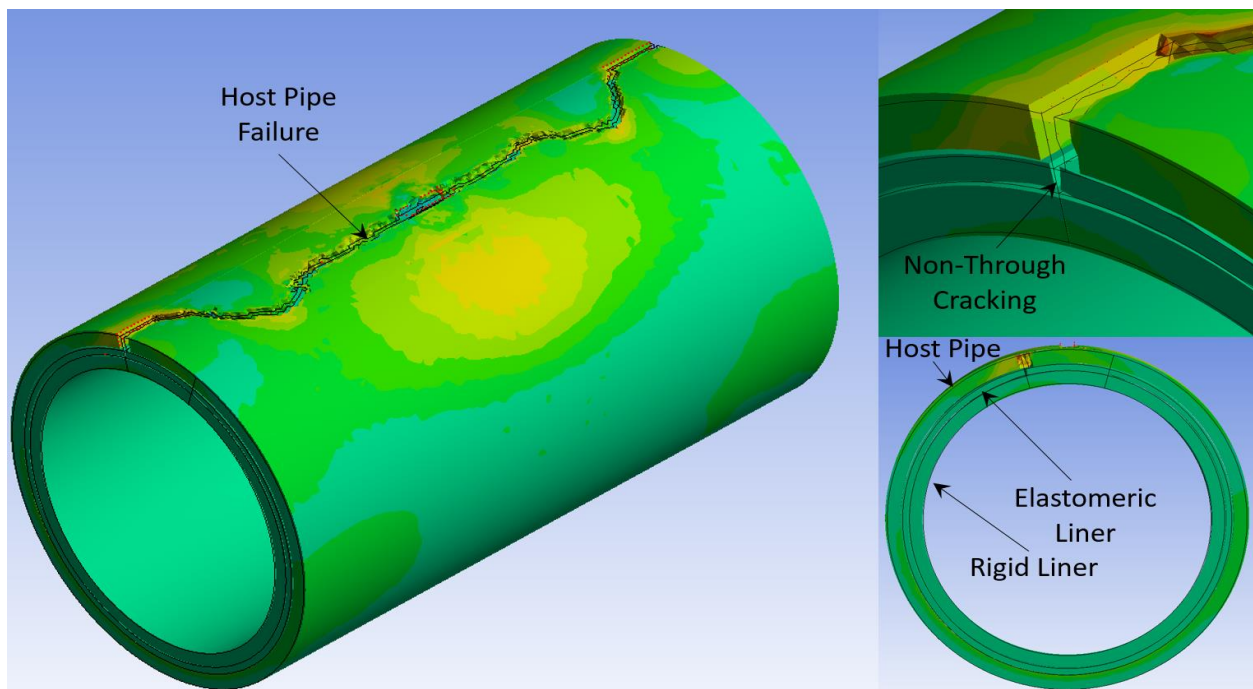 Host Pipe
Failure
Non-Through
Cracking
Host Pipe
Elastomeric
Liner
Rigid Liner